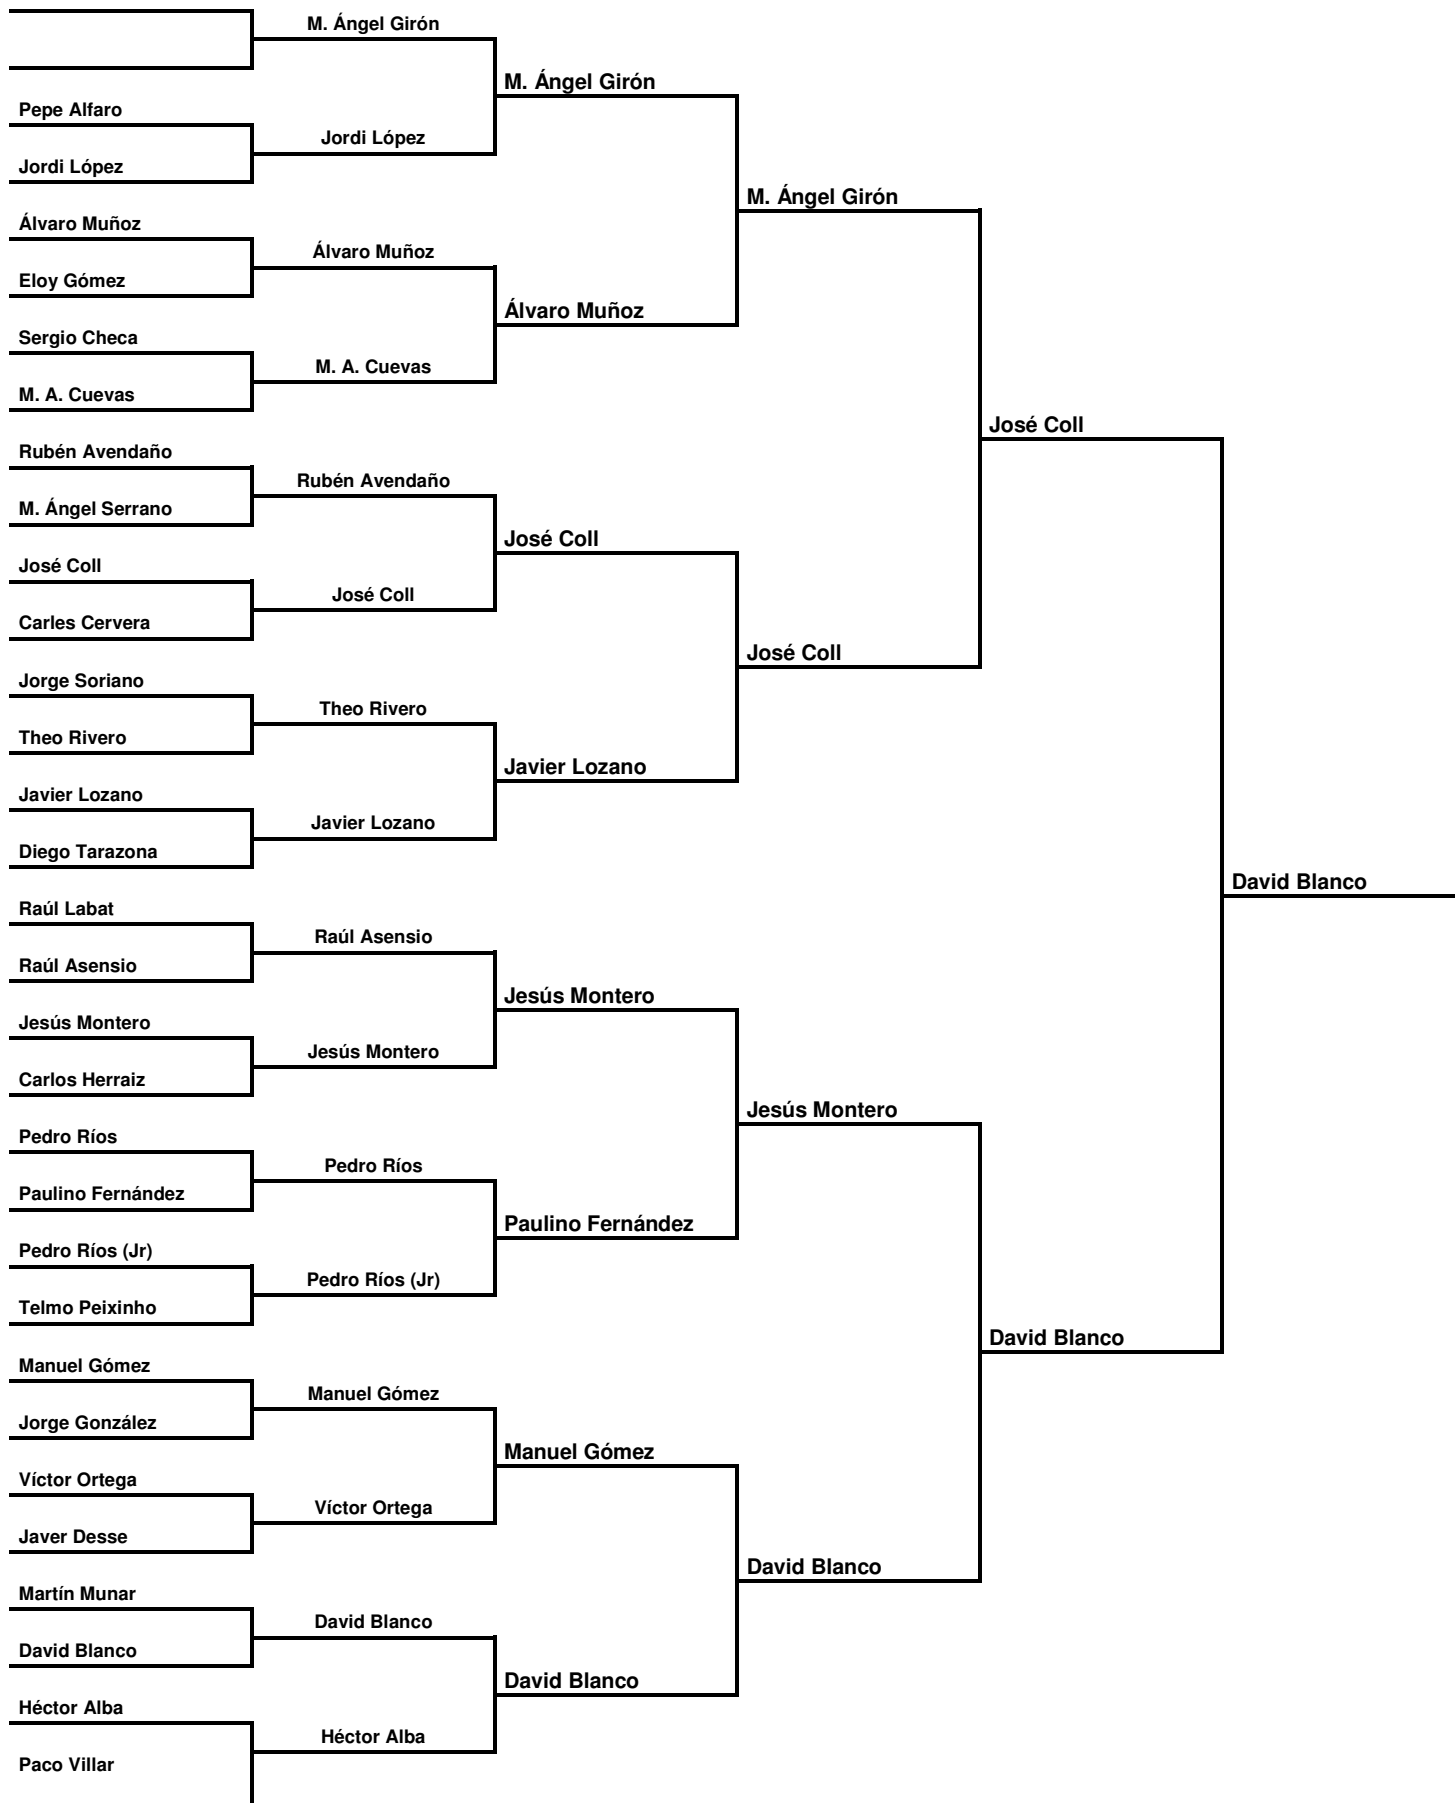 M. Ángel Girón
M. Ángel Girón
Pepe Alfaro
Jordi López
Jordi López
M. Ángel Girón
Álvaro Muñoz
Álvaro Muñoz
Eloy Gómez
Álvaro Muñoz
Sergio Checa
M. A. Cuevas
M. A. Cuevas
José Coll
Rubén Avendaño
Rubén Avendaño
M. Ángel Serrano
José Coll
José Coll
José Coll
Carles Cervera
José Coll
Jorge Soriano
Theo Rivero
Theo Rivero
Javier Lozano
Javier Lozano
Javier Lozano
Diego Tarazona
David Blanco
Raúl Labat
Raúl Asensio
Raúl Asensio
Jesús Montero
Jesús Montero
Jesús Montero
Carlos Herraiz
Jesús Montero
Pedro Ríos
Pedro Ríos
Paulino Fernández
Paulino Fernández
Pedro Ríos (Jr)
Pedro Ríos (Jr)
Telmo Peixinho
David Blanco
Manuel Gómez
Manuel Gómez
Jorge González
Manuel Gómez
Víctor Ortega
Víctor Ortega
Javer Desse
David Blanco
Martín Munar
David Blanco
David Blanco
David Blanco
Héctor Alba
Héctor Alba
Paco Villar